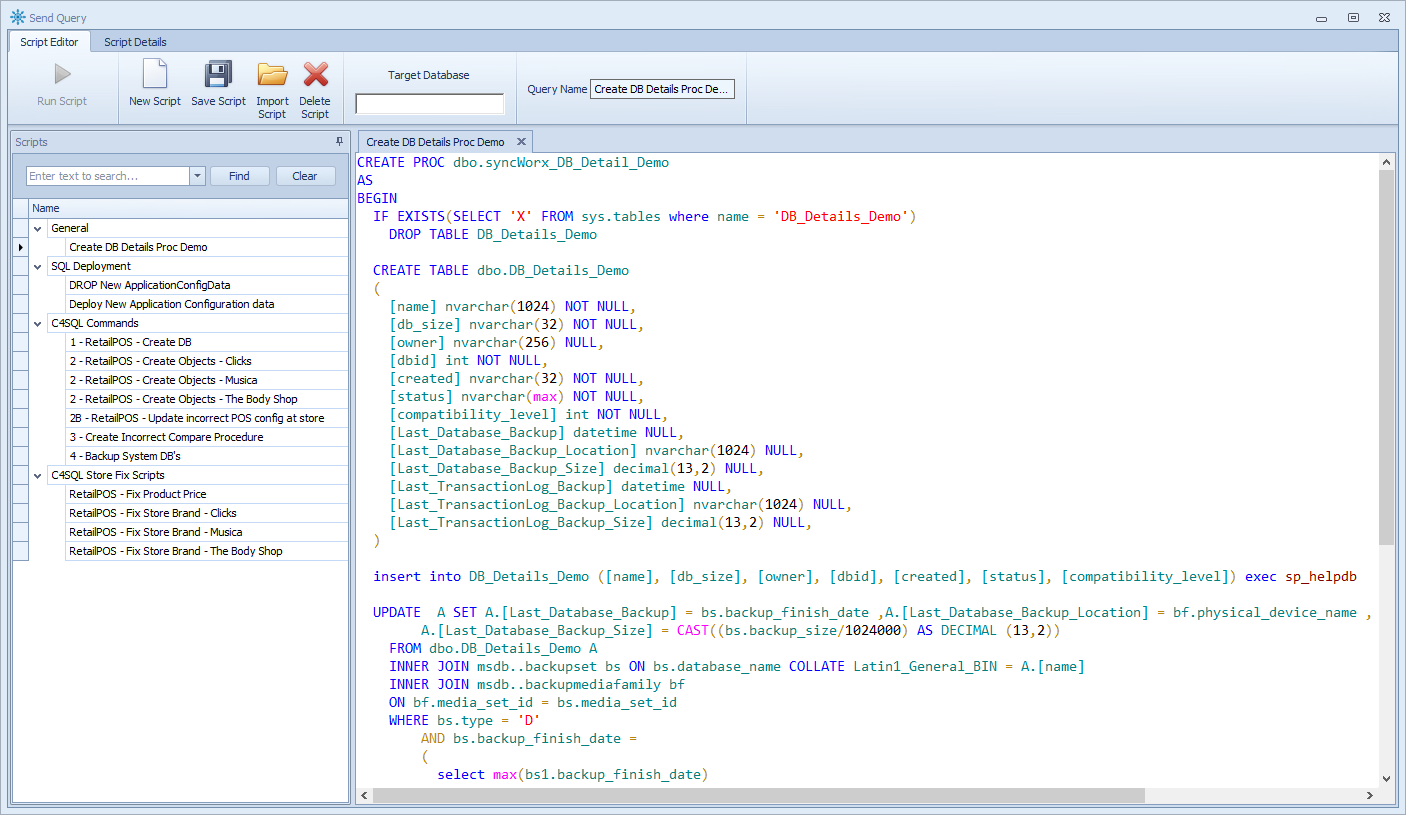 Send Query
Script Editor
Script Details
Run Script
New Script
Save Script
Import
Script
Delete
Script
Target Database
Query Name
Create DB Details Proc De...
Scripts
Enter text to search...
Find
Clear
Name
General
Create DB Details Proc Demo
SQL Deployment
DROP New ApplicationConfigData
Deploy New Application Configuration data
C4SQL Commands
1 - RetailPOS - Create DB
2 - RetailPOS - Create Objects - Clicks
2 - RetailPOS - Create Objects - Musica
2 - RetailPOS - Create Objects - The Body Shop
2B - RetailPOS - Update incorrect POS config at store
3 - Create Incorrect Compare Procedure
4 - Backup System DB's
C4SQL Store Fix Scripts
RetailPOS - Fix Product Price
RetailPOS - Fix Store Brand - Clicks
RetailPOS - Fix Store Brand - Musica
RetailPOS - Fix Store Brand - The Body Shop
Create DB Details Proc Demo
CREATE PROC dbo.syncWorx_DB_Detail_Demo
AS
BEGIN
IF EXISTS(SELECT 'X' FROM sys.tables where name = 'DB_Details_Demo')
DROP TABLE DB_Details_Demo
CREATE TABLE dbo.DB_Details_Demo
(
[name] nvarchar(1024) NOT NULL,
[db_size] nvarchar(32) NOT NULL,
[owner] nvarchar(256) NULL,
[dbid] int NOT NULL,
[created] nvarchar(32) NOT NULL,
[status] nvarchar(max) NOT NULL,
[compatibility_level] int NOT NULL,
[Last_Database_Backup] datetime NULL,
[Last_Database_Backup_Location] nvarchar(1024) NULL,
[Last_Database_Backup_Size] decimal(13,2) NULL,
[Last_TransactionLog_Backup] datetime NULL,
[Last_TransactionLog_Backup_Location] nvarchar(1024) NULL,
[Last_TransactionLog_Backup_Size] decimal(13,2) NULL,
)
insert into DB_Details_Demo ([name], [db_size], [owner], [dbid], [created], [status], [compatibility_level]) exec sp_helpdb
UPDATE  A SET A.[Last_Database_Backup] = bs.backup_finish_date ,A.[Last_Database_Backup_Location] = bf.physical_device_name ,
A.[Last_Database_Backup_Size] = CAST((bs.backup_size/1024000) AS DECIMAL (13,2))
FROM dbo.DB_Details_Demo A
INNER JOIN msdb..backupset bs ON bs.database_name COLLATE Latin1_General_BIN = A.[name]
INNER JOIN msdb..backupmediafamily bf
ON bf.media_set_id = bs.media_set_id
WHERE bs.type = 'D'
AND bs.backup_finish_date =
(
select max(bs1.backup_finish_date)